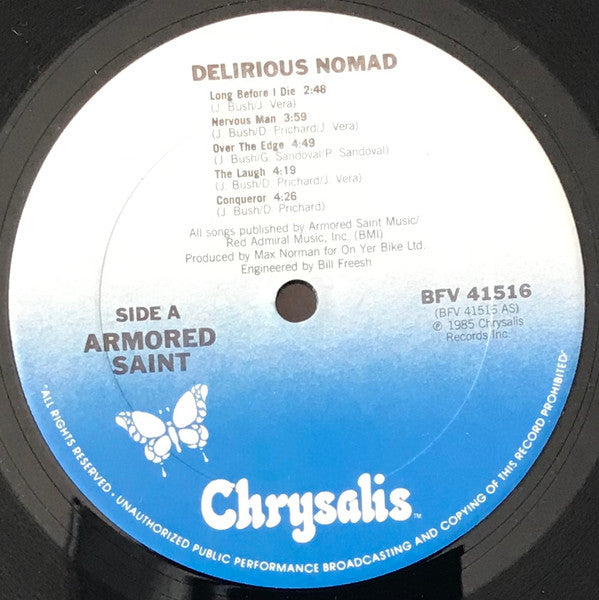 DELIRIOUS NOMAD
Long Before I Die 2:48
(J. Bush/J. Vera)
Nervous Man 3:59
(J. Bush/D. Prichard/J. Vera)
Over The Edge 4:49
(J. Bush/G. Sandoval/P. Sandoval)
The Laugh 4:19
(J. Bush/D. Prichard/J. Vera)
Conqueror 4:26
(J. Bush/D. Prichard)
All songs published by Armored Saint Music/
Red Admiral Music, Inc. (BMI)
Produced by Max Norman for On Yer Bike Ltd.
Engineered by Bill Freesh
SIDE A
ARMORED
SAINT
BFV 41516
(BFV 41516 AS)
℗ 1985 Chrysalis
Records Inc.
Chrysalis™
"ALL RIGHTS RESERVED • UNAUTHORIZED PUBLIC PERFORMANCE BROADCASTING AND COPYING OF THIS RECORD PROHIBITED"